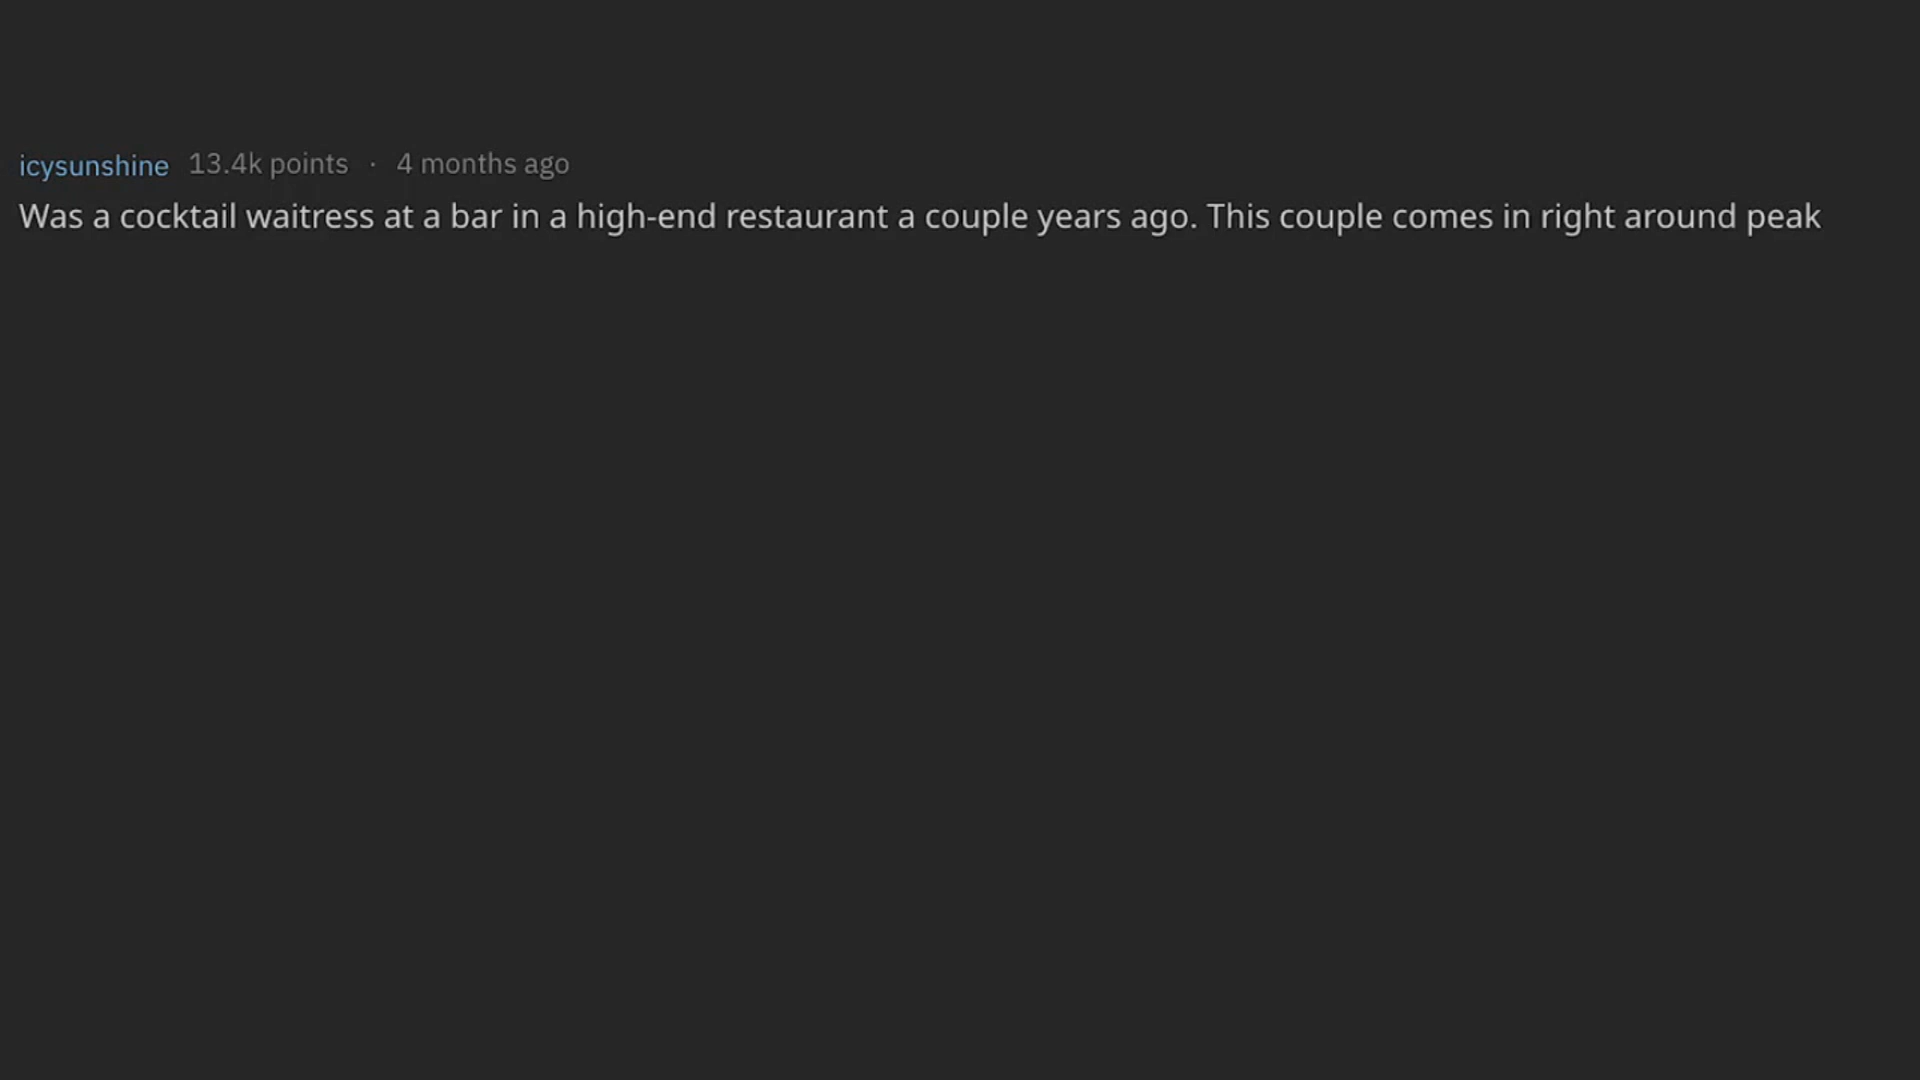 icysunshine 13.4k points · 4 months ago
Was a cocktail waitress at a bar in a high-end restaurant a couple years ago. This couple comes in right around peak